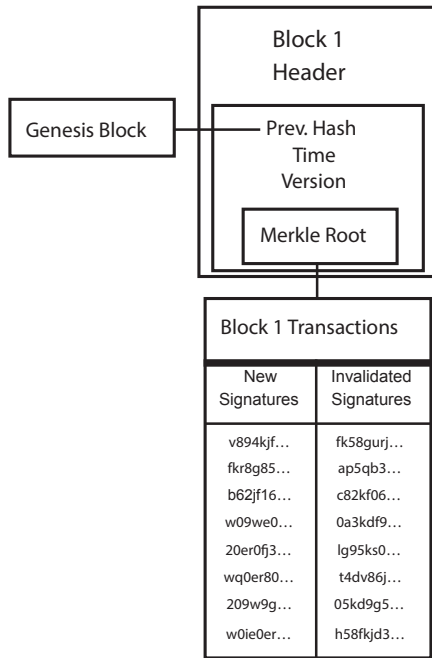 Block 1
Header
Genesis Block
Prev. Hash
Time
Version
Merkle Root
Block 1 Transactions
New Signatures
Invalidated Signatures
v894kjf… fk58gurj…
fkr8g85… ap5qb3…
b62jf16… c82kf06…
w09we0… 0a3kdf9…
20er0fj3… lg95ks0…
wq0er80… t4dv86j…
209w9g… 05kd9g5…
w0ie0er… h58fkjd3…